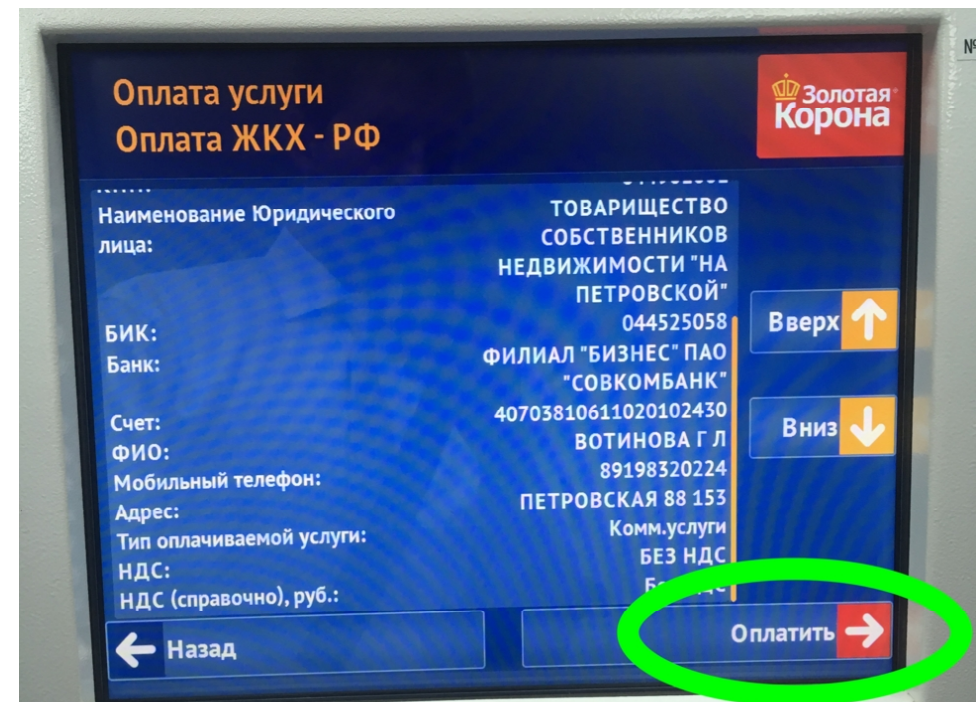 №
Оплата услуги
Оплата ЖКХ - РФ
Золотая
Корона
Наименование Юридического
лица:
ТОВАРИЩЕСТВО
СОБСТВЕННИКОВ
НЕДВИЖИМОСТИ "НА
ПЕТРОВСКОЙ"
БИК: 044525058
Банк: ФИЛИАЛ "БИЗНЕС" ПАО
"СОВКОМБАНК"
Счет: 40703810611020102430
ФИО: ВОТИНОВА Г Л
Мобильный телефон: 89198320224
Адрес: ПЕТРОВСКАЯ 88 153
Тип оплачиваемой услуги: Комм.услуги
НДС: БЕЗ НДС
НДС (справочно), руб.:
Вверх
Вниз
Назад
Оплатить